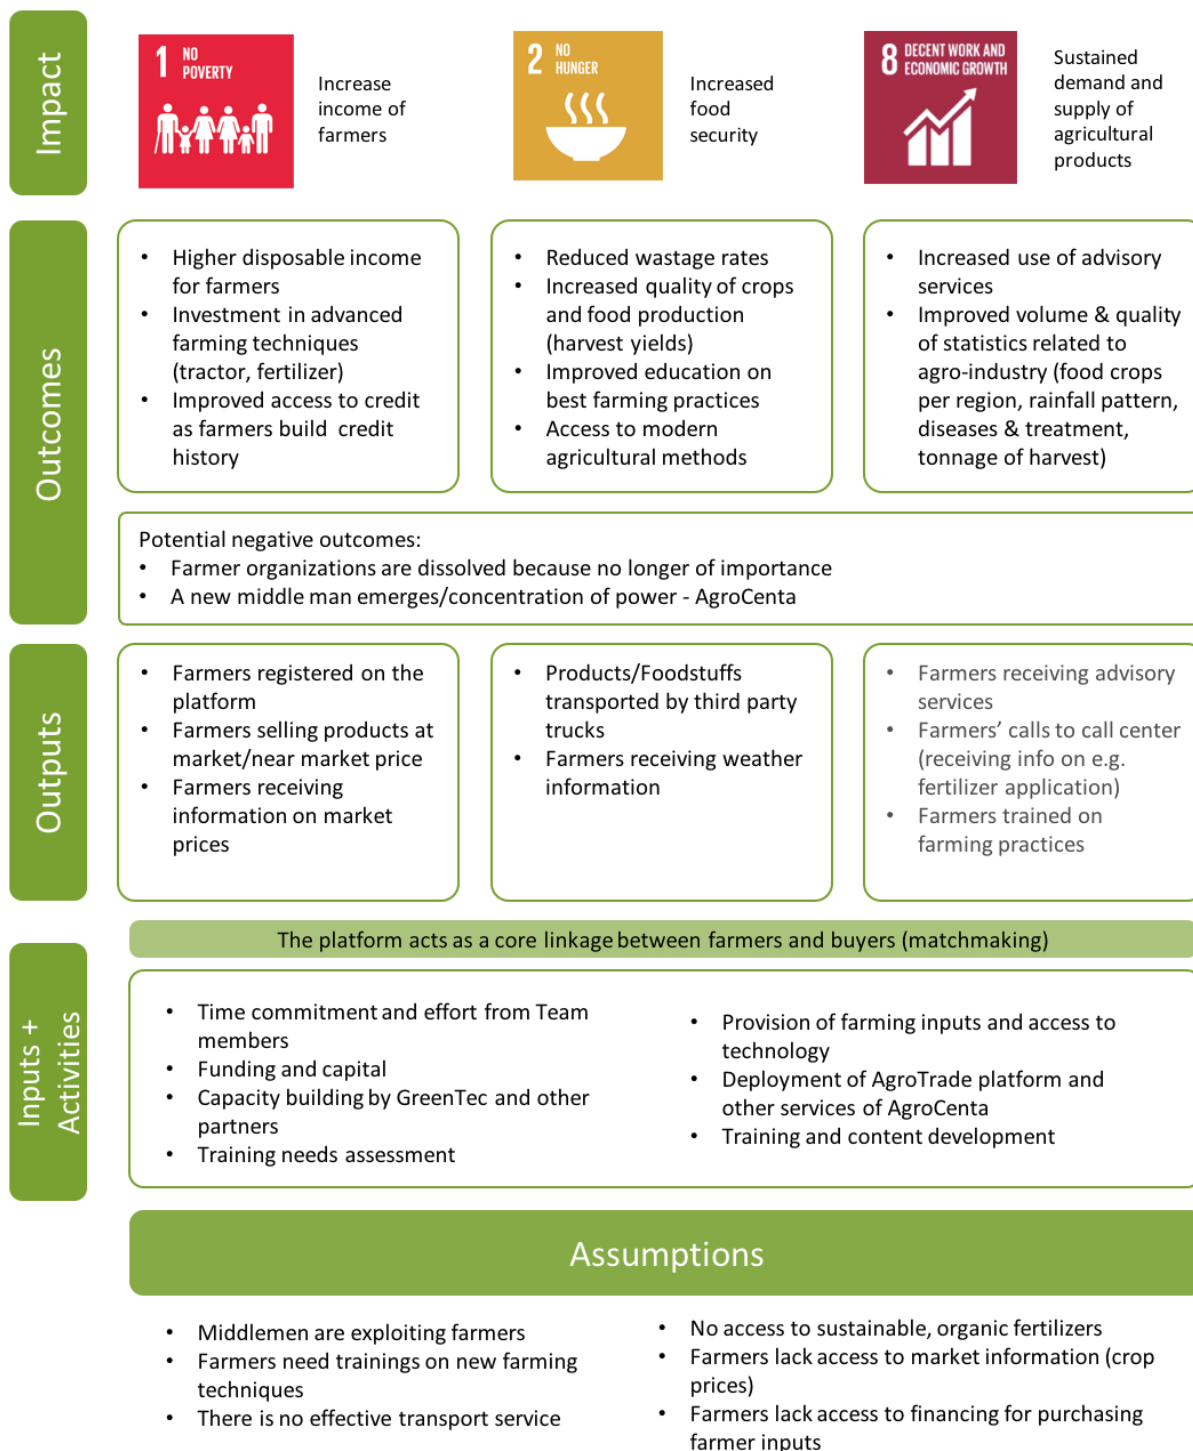 Impact
1 NO
POVERTY
Increase
income of
farmers
2 NO
HUNGER
Increased
food
security
8 DECENT WORK AND
ECONOMIC GROWTH
Sustained
demand and
supply of
agricultural
products
Outcomes
• Higher disposable income
for farmers
• Investment in advanced
farming techniques
(tractor, fertilizer)
• Improved access to credit
as farmers build credit
history
• Reduced wastage rates
• Increased quality of crops
and food production
(harvest yields)
• Improved education on
best farming practices
• Access to modern
agricultural methods
• Increased use of advisory
services
• Improved volume & quality
of statistics related to
agro-industry (food crops
per region, rainfall pattern,
diseases & treatment,
tonnage of harvest)
Potential negative outcomes:
• Farmer organizations are dissolved because no longer of importance
• A new middle man emerges/concentration of power - AgroCenta
Outputs
• Farmers registered on the
platform
• Farmers selling products at
market/near market price
• Farmers receiving
information on market
prices
• Products/Foodstuffs
transported by third party
trucks
• Farmers receiving weather
information
• Farmers receiving advisory
services
• Farmers' calls to call center
(receiving info on e.g.
fertilizer application)
• Farmers trained on
farming practices
The platform acts as a core linkage between farmers and buyers (matchmaking)
Inputs +
Activities
• Time commitment and effort from Team
members
• Funding and capital
• Capacity building by GreenTec and other
partners
• Training needs assessment
• Provision of farming inputs and access to
technology
• Deployment of AgroTrade platform and
other services of AgroCenta
• Training and content development
Assumptions
• Middlemen are exploiting farmers
• Farmers need trainings on new farming
techniques
• There is no effective transport service
• No access to sustainable, organic fertilizers
• Farmers lack access to market information (crop
prices)
• Farmers lack access to financing for purchasing
farmer inputs